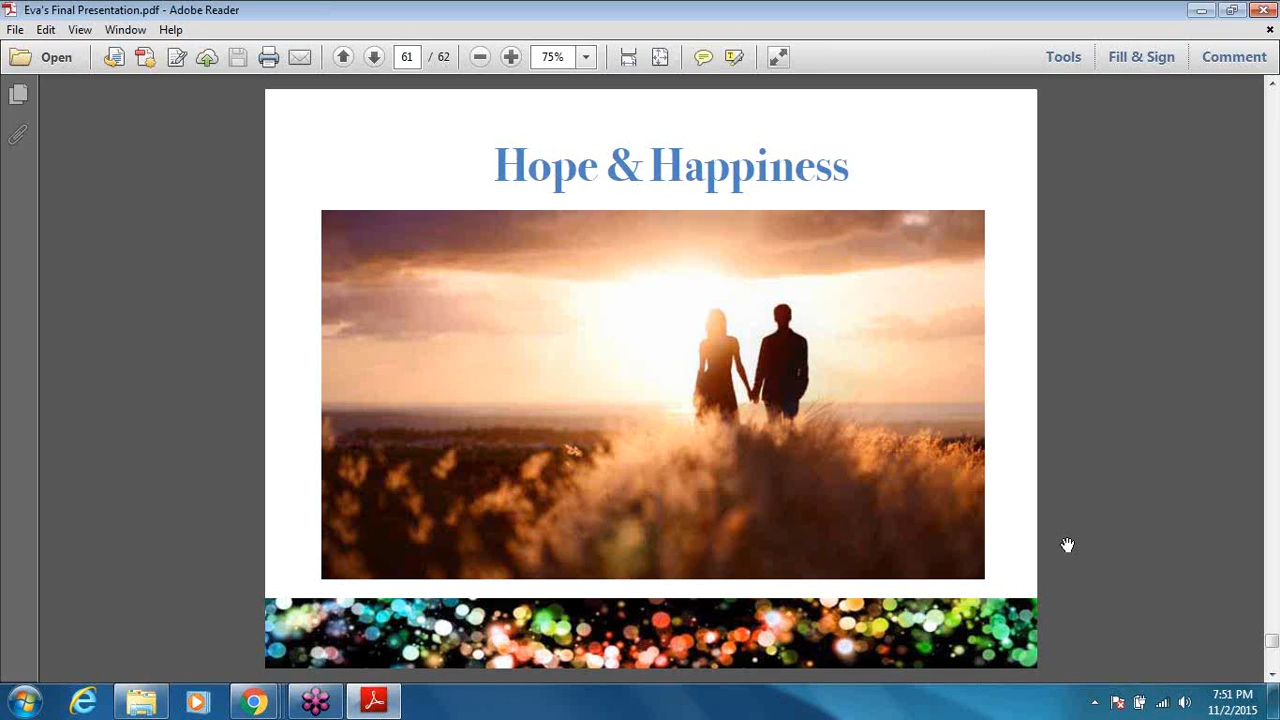 Eva's Final Presentation.pdf - Adobe Reader
File Edit View Window Help
Open 61 / 62 75% Tools Fill & Sign Comment
Hope & Happiness
7:51 PM
11/2/2015